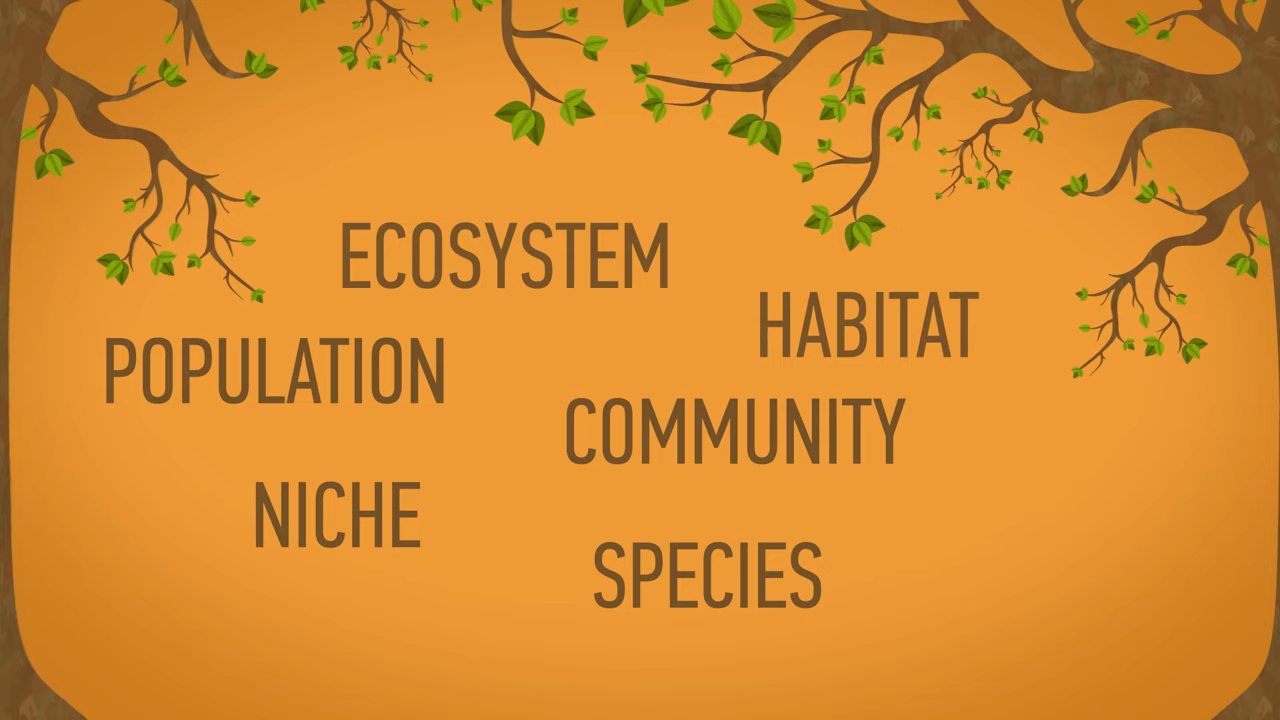 ECOSYSTEM
HABITAT
POPULATION
COMMUNITY
NICHE
SPECIES